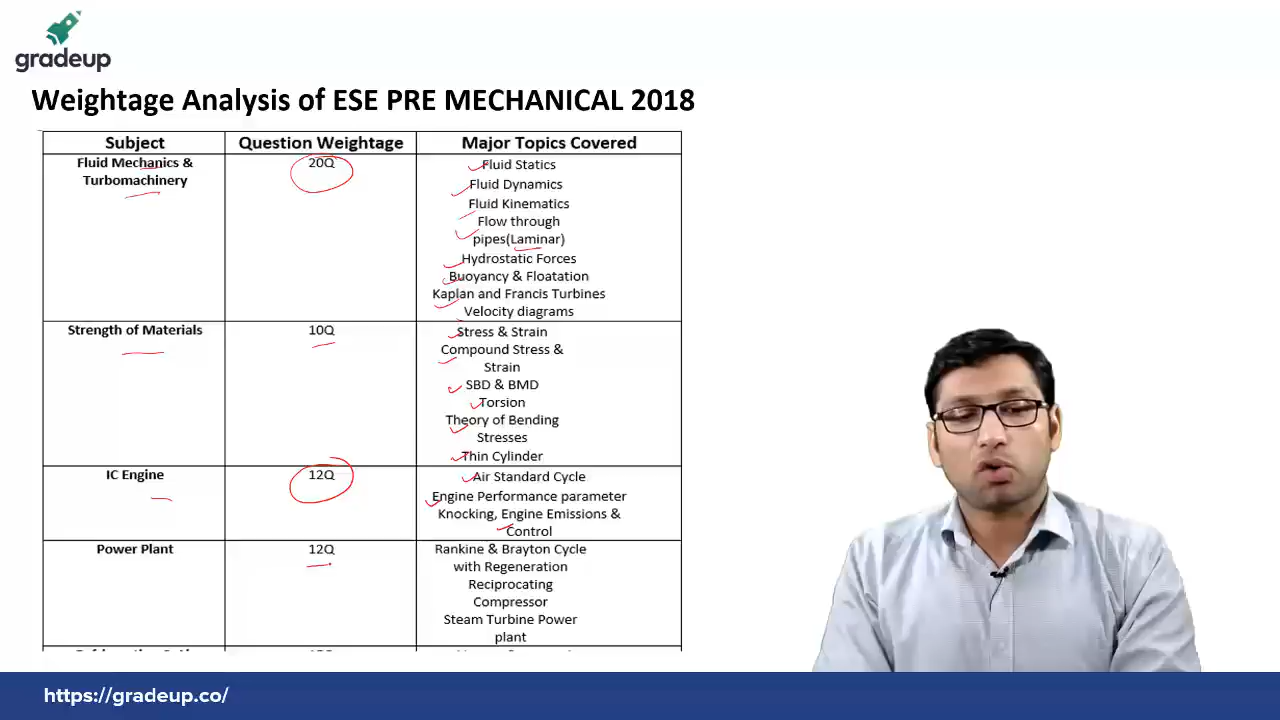 gradeup
Weightage Analysis of ESE PRE MECHANICAL 2018
Subject Question Weightage Major Topics Covered
Fluid Mechanics & 20Q Fluid Statics
Turbomachinery Fluid Dynamics
Fluid Kinematics
Flow through
pipes(Laminar)
Hydrostatic Forces
Buoyancy & Floatation
Kaplan and Francis Turbines
Velocity diagrams
Strength of Materials 10Q Stress & Strain
Compound Stress &
Strain
SBD & BMD
Torsion
Theory of Bending
Stresses
Thin Cylinder
IC Engine 12Q Air Standard Cycle
Engine Performance parameter
Knocking, Engine Emissions &
Control
Power Plant 12Q Rankine & Brayton Cycle
with Regeneration
Reciprocating
Compressor
Steam Turbine Power
plant
https://gradeup.co/